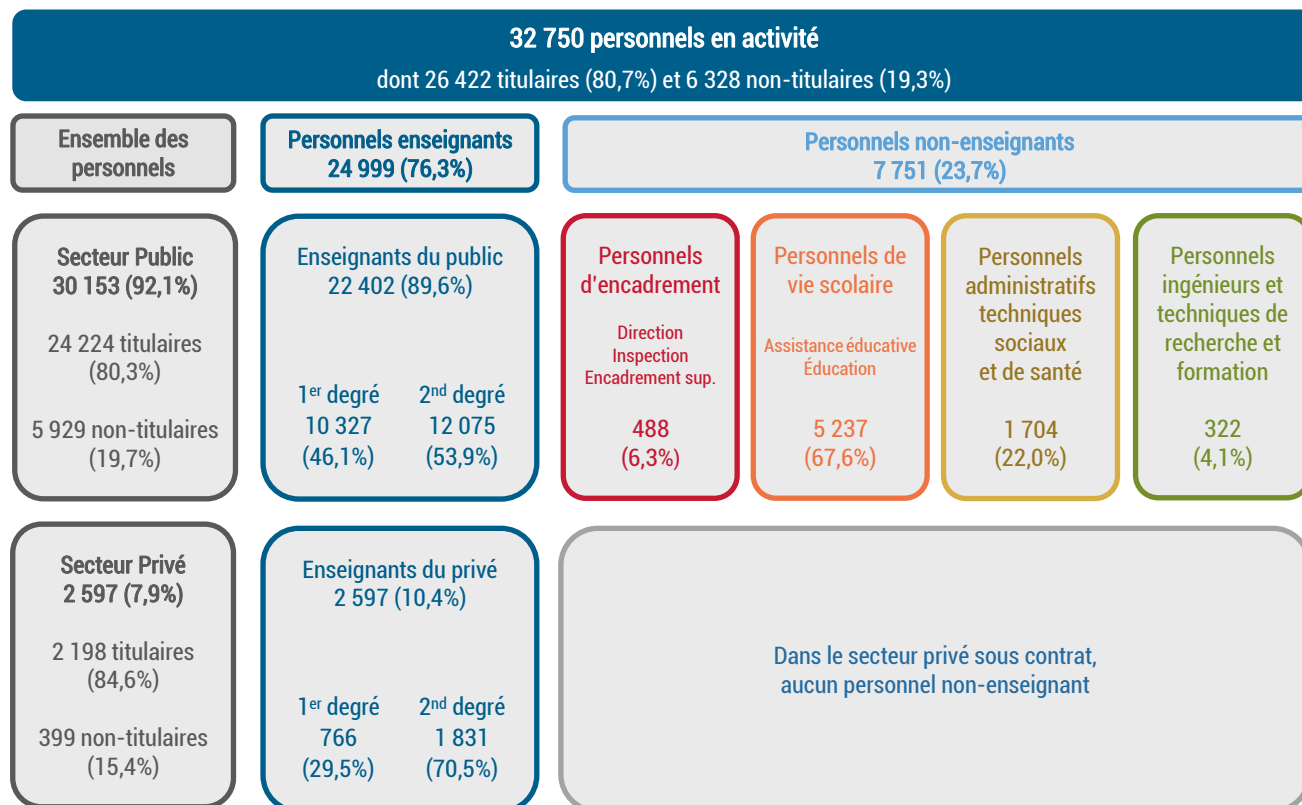 32 750 personnels en activité
dont 26 422 titulaires (80,7%) et 6 328 non-titulaires (19,3%)
Ensemble des
personnels
Personnels enseignants
24 999 (76,3%)
Personnels non-enseignants
7 751 (23,7%)
Secteur Public
30 153 (92,1%)
24 224 titulaires
(80,3%)
5 929 non-titulaires
(19,7%)
Enseignants du public
22 402 (89,6%)
1er degré
10 327
(46,1%)
2nd degré
12 075
(53,9%)
Personnels
d'encadrement
Direction
Inspection
Encadrement sup.
488
(6,3%)
Personnels de
vie scolaire
Assistance éducative
Éducation
5 237
(67,6%)
Personnels
administratifs
techniques
sociaux
et de santé
1 704
(22,0%)
Personnels
ingénieurs et
techniques de
recherche et
formation
322
(4,1%)
Secteur Privé
2 597 (7,9%)
2 198 titulaires
(84,6%)
399 non-titulaires
(15,4%)
Enseignants du privé
2 597 (10,4%)
1er degré
766
(29,5%)
2nd degré
1 831
(70,5%)
Dans le secteur privé sous contrat,
aucun personnel non-enseignant